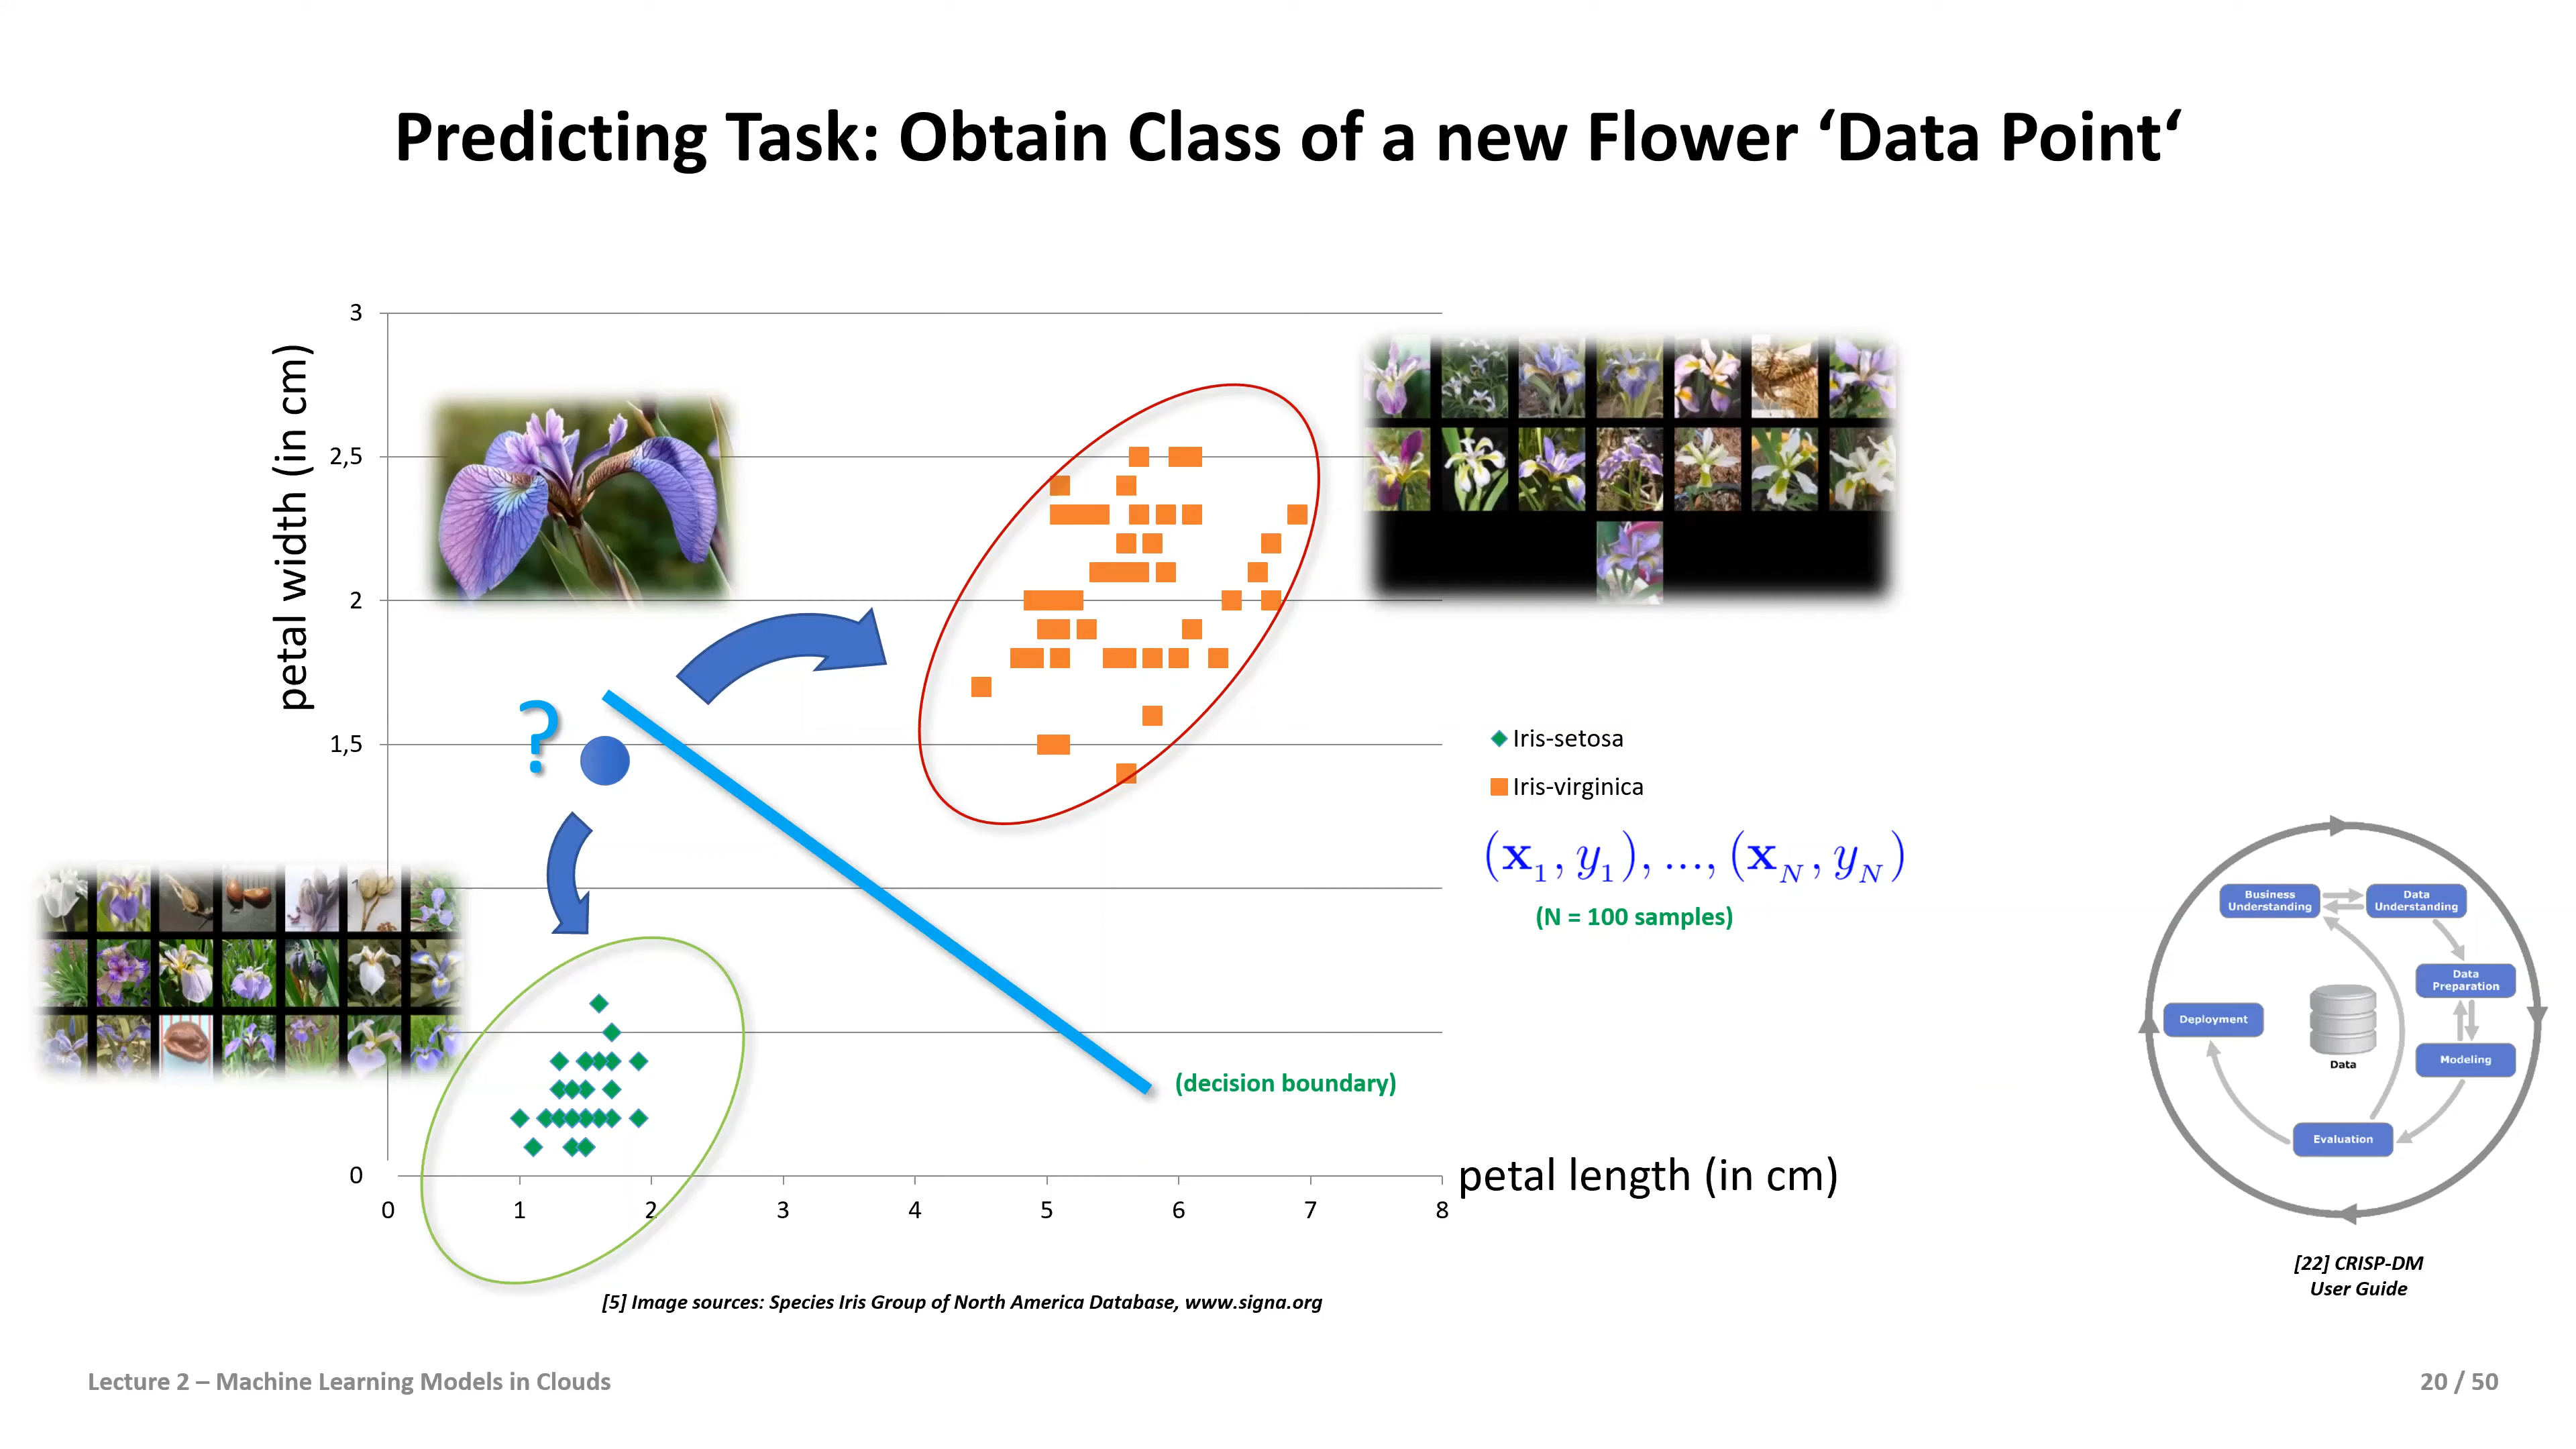 Predicting Task: Obtain Class of a new Flower ‘Data Point‘
petal width (in cm)
3
2,5
2
1,5
0
?
0 1 2 3 4 5 6 7 8
petal length (in cm)
Iris-setosa
Iris-virginica
(x1, y1), ..., (xN, yN)
(N = 100 samples)
(decision boundary)
Business
Understanding
Data
Understanding
Data
Preparation
Deployment
Data
Modeling
Evaluation
[22] CRISP-DM
User Guide
[5] Image sources: Species Iris Group of North America Database, www.signa.org
Lecture 2 – Machine Learning Models in Clouds
20 / 50